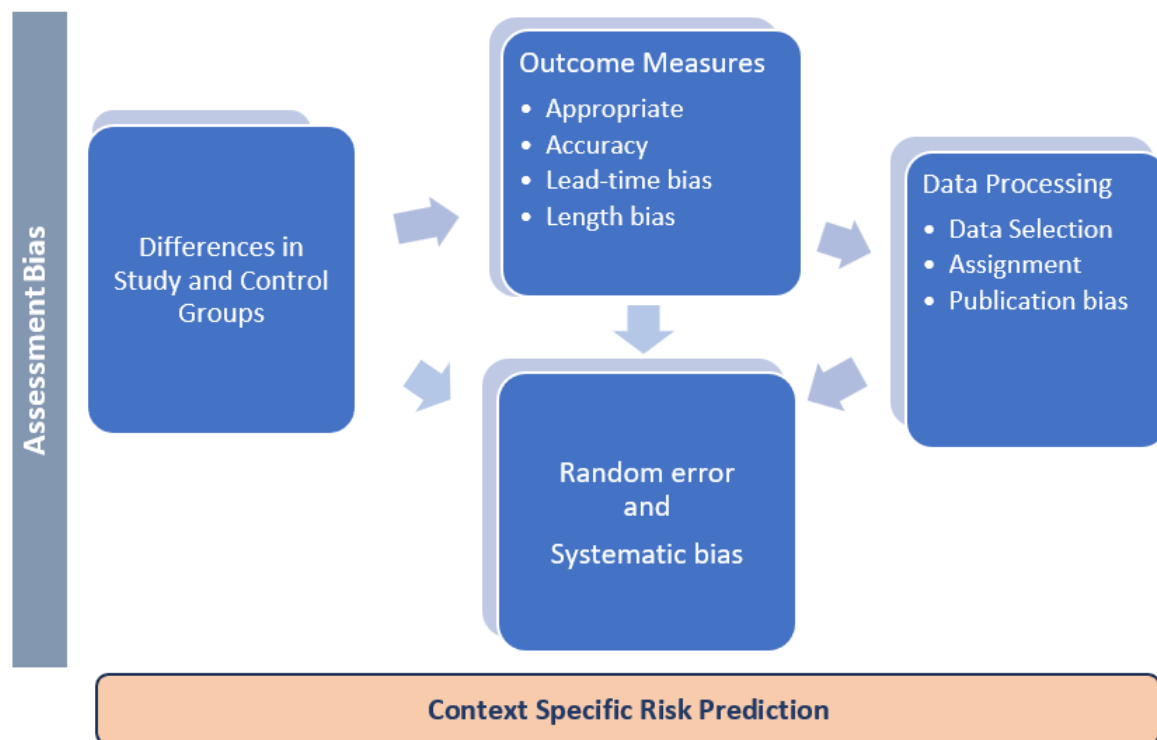 Assessment Bias
Differences in
Study and Control
Groups
Outcome Measures
• Appropriate
• Accuracy
• Lead-time bias
• Length bias
Data Processing
• Data Selection
• Assignment
• Publication bias
Random error
and
Systematic bias
Context Specific Risk Prediction